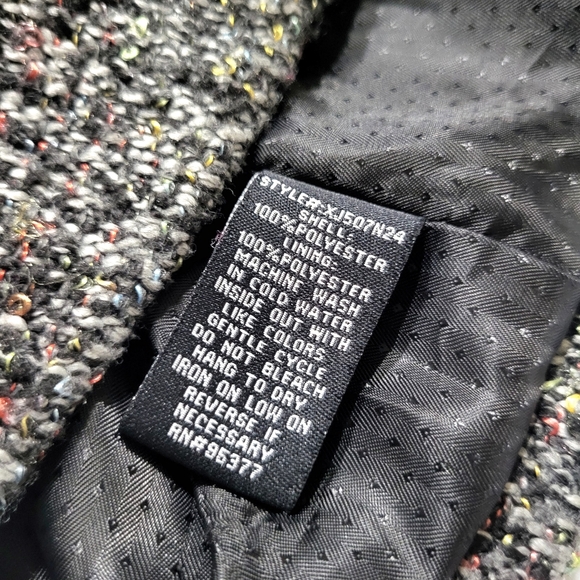 STYLE#:XJ507N24
SHELL:
100%POLYESTER
LINING:
100%POLYESTER
MACHINE WASH
IN COLD WATER
INSIDE OUT WITH
LIKE COLORS
GENTLE CYCLE
DO NOT BLEACH
HANG TO DRY
IRON ON LOW ON
REVERSE IF
NECESSARY
RN#95377